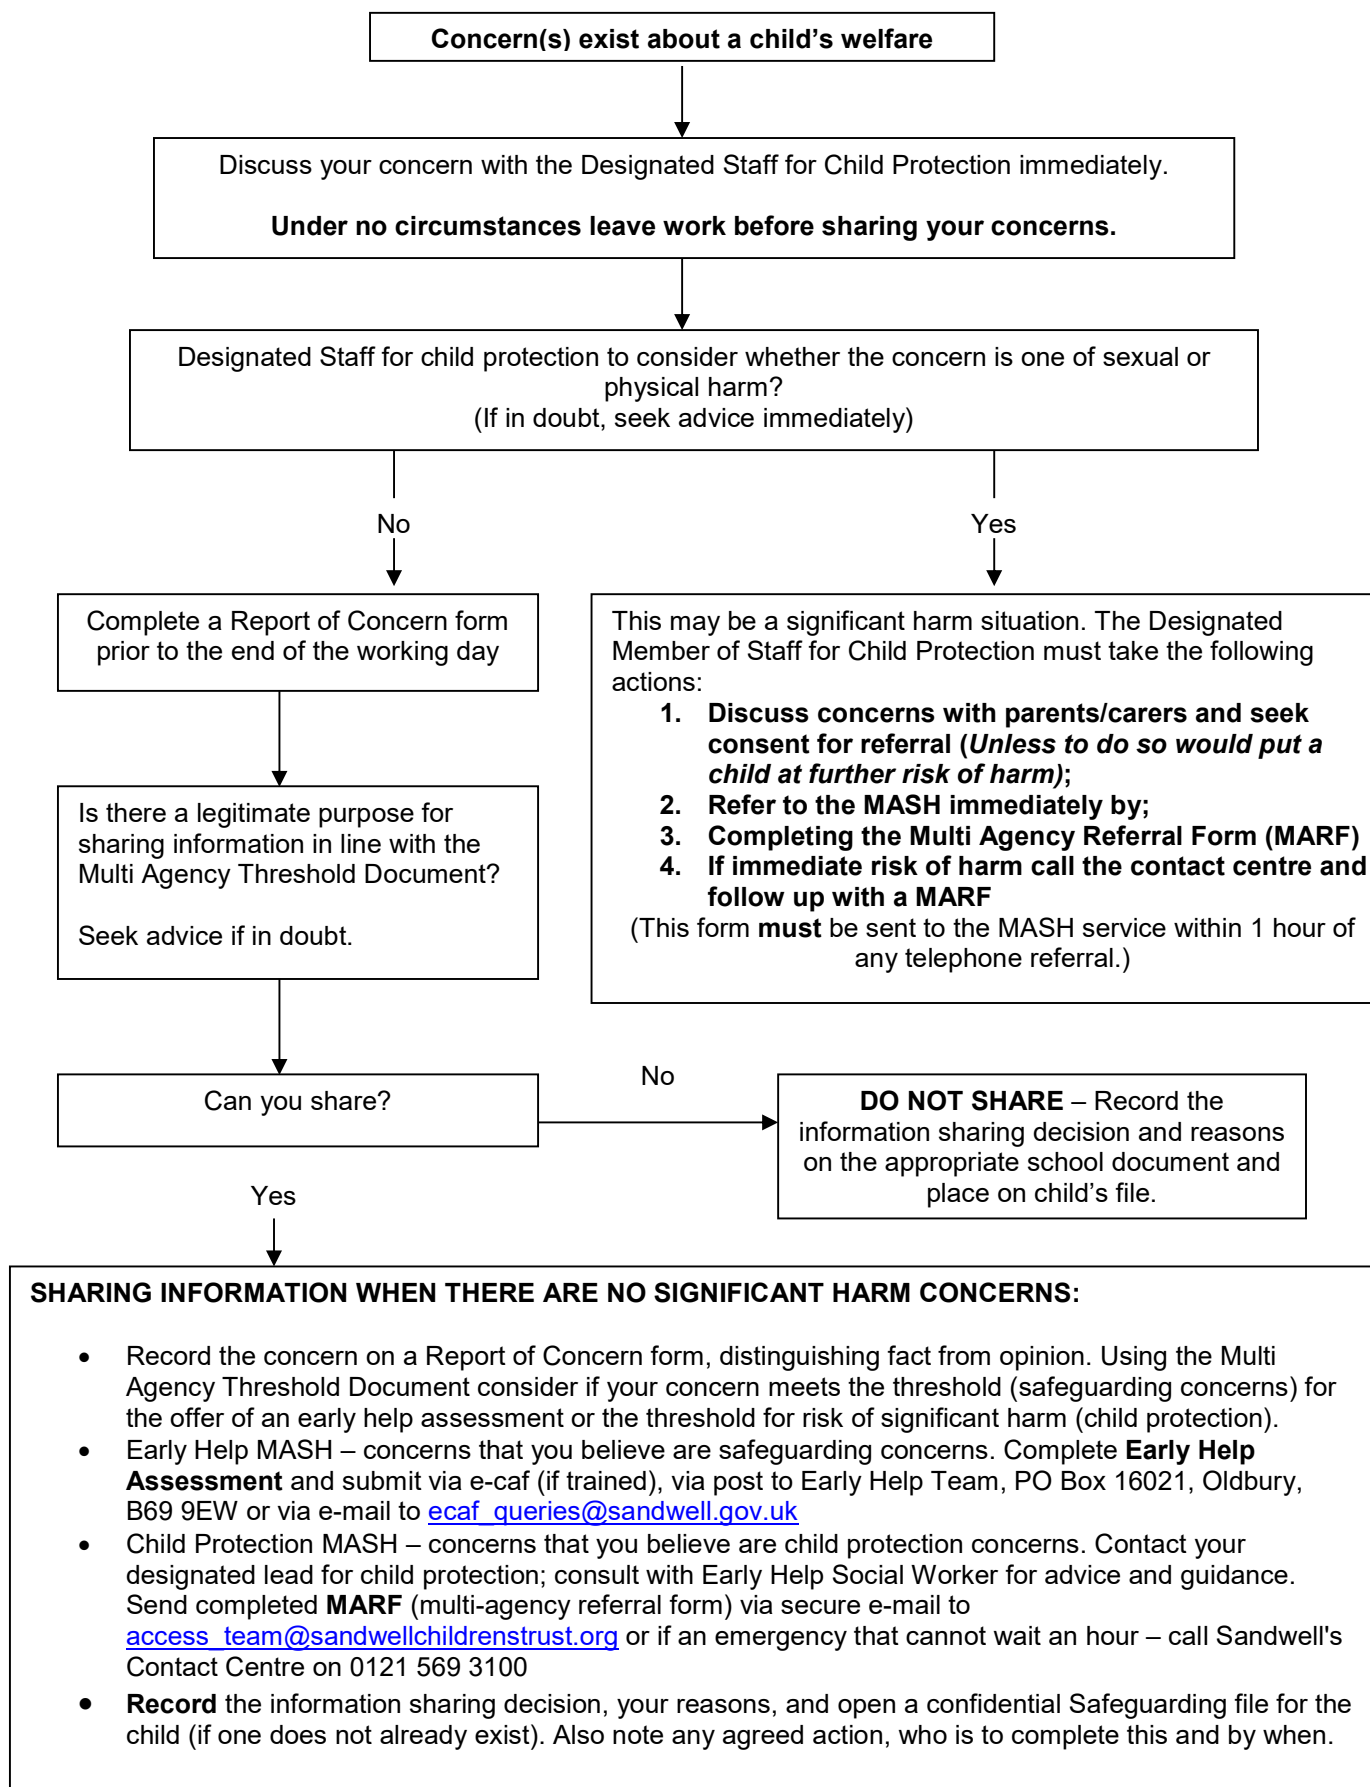 Concern(s) exist about a child’s welfare
Discuss your concern with the Designated Staff for Child Protection immediately.
Under no circumstances leave work before sharing your concerns.
Designated Staff for child protection to consider whether the concern is one of sexual or
physical harm?
(If in doubt, seek advice immediately)
No
Yes
Complete a Report of Concern form
prior to the end of the working day
This may be a significant harm situation. The Designated
Member of Staff for Child Protection must take the following
actions:
1. Discuss concerns with parents/carers and seek
consent for referral (Unless to do so would put a
child at further risk of harm);
2. Refer to the MASH immediately by;
3. Completing the Multi Agency Referral Form (MARF)
4. If immediate risk of harm call the contact centre and
follow up with a MARF
(This form must be sent to the MASH service within 1 hour of
any telephone referral.)
Is there a legitimate purpose for
sharing information in line with the
Multi Agency Threshold Document?
Seek advice if in doubt.
Can you share?
No
DO NOT SHARE – Record the
information sharing decision and reasons
on the appropriate school document and
place on child’s file.
Yes
SHARING INFORMATION WHEN THERE ARE NO SIGNIFICANT HARM CONCERNS:
• Record the concern on a Report of Concern form, distinguishing fact from opinion. Using the Multi
Agency Threshold Document consider if your concern meets the threshold (safeguarding concerns) for
the offer of an early help assessment or the threshold for risk of significant harm (child protection).
• Early Help MASH – concerns that you believe are safeguarding concerns. Complete Early Help
Assessment and submit via e-caf (if trained), via post to Early Help Team, PO Box 16021, Oldbury,
B69 9EW or via e-mail to ecaf_queries@sandwell.gov.uk
• Child Protection MASH – concerns that you believe are child protection concerns. Contact your
designated lead for child protection; consult with Early Help Social Worker for advice and guidance.
Send completed MARF (multi-agency referral form) via secure e-mail to
access_team@sandwellchildrenstrust.org or if an emergency that cannot wait an hour – call Sandwell's
Contact Centre on 0121 569 3100
• Record the information sharing decision, your reasons, and open a confidential Safeguarding file for the
child (if one does not already exist). Also note any agreed action, who is to complete this and by when.